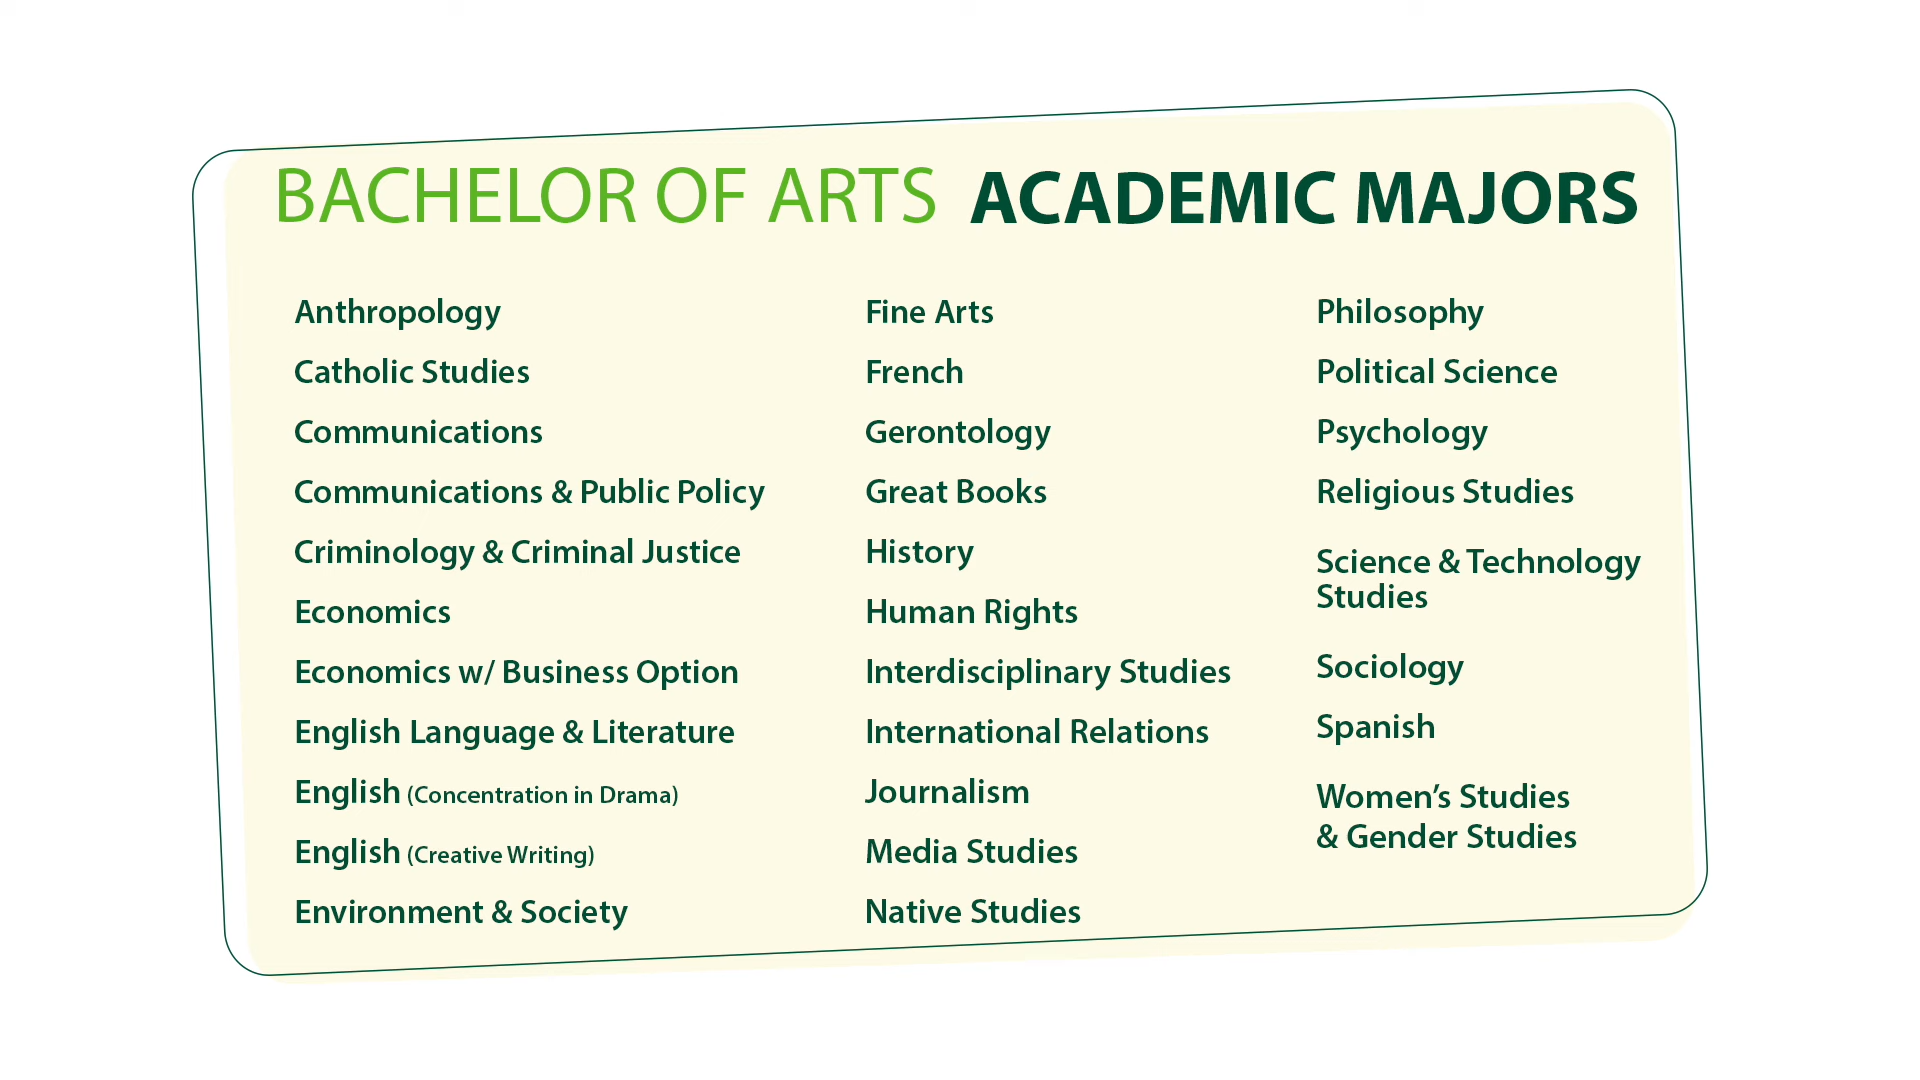 BACHELOR OF ARTS ACADEMIC MAJORS
Anthropology
Catholic Studies
Communications
Communications & Public Policy
Criminology & Criminal Justice
Economics
Economics w/ Business Option
English Language & Literature
English (Concentration in Drama)
English (Creative Writing)
Environment & Society
Fine Arts
French
Gerontology
Great Books
History
Human Rights
Interdisciplinary Studies
International Relations
Journalism
Media Studies
Native Studies
Philosophy
Political Science
Psychology
Religious Studies
Science & Technology
Studies
Sociology
Spanish
Women’s Studies
& Gender Studies